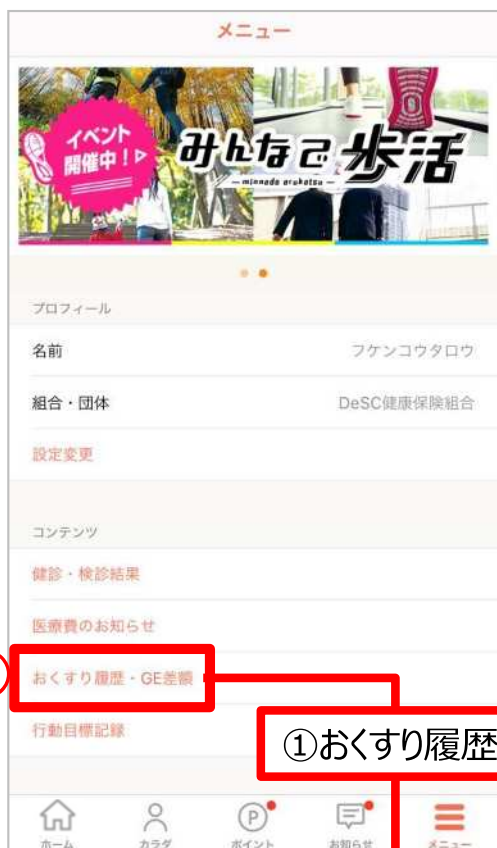 メニュー
イベント
開催中!
みんなで歩活
minnade arukatsu
プロフィール
名前 フケンコウタロウ
組合・団体 DeSC健康保険組合
設定変更
コンテンツ
健診・検診結果
医療費のお知らせ
おくすり履歴・GE差額
行動目標記録
①おくすり履歴
P
ホーム カラダ ポイント お知らせ メニュー